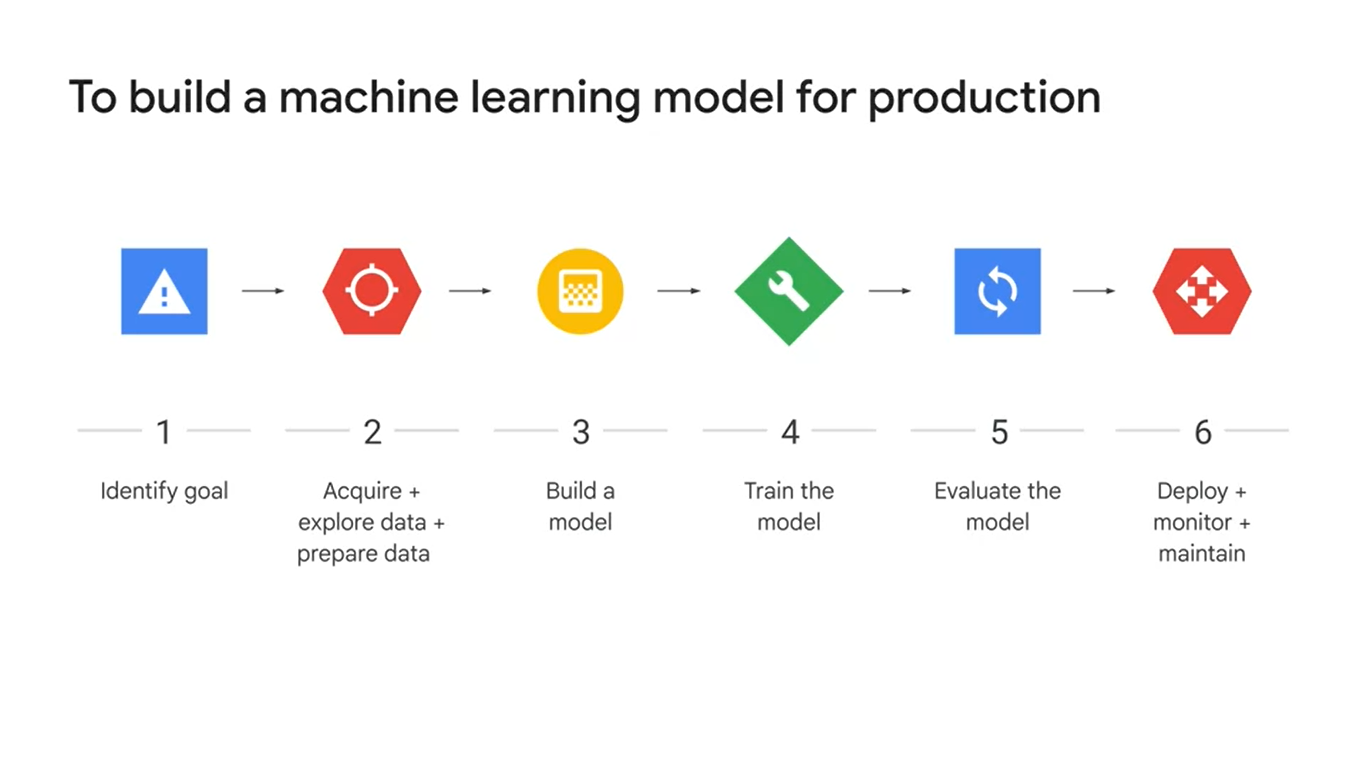 To build a machine learning model for production
1
Identify goal
2
Acquire +
explore data +
prepare data
3
Build a
model
4
Train the
model
5
Evaluate the
model
6
Deploy +
monitor +
maintain